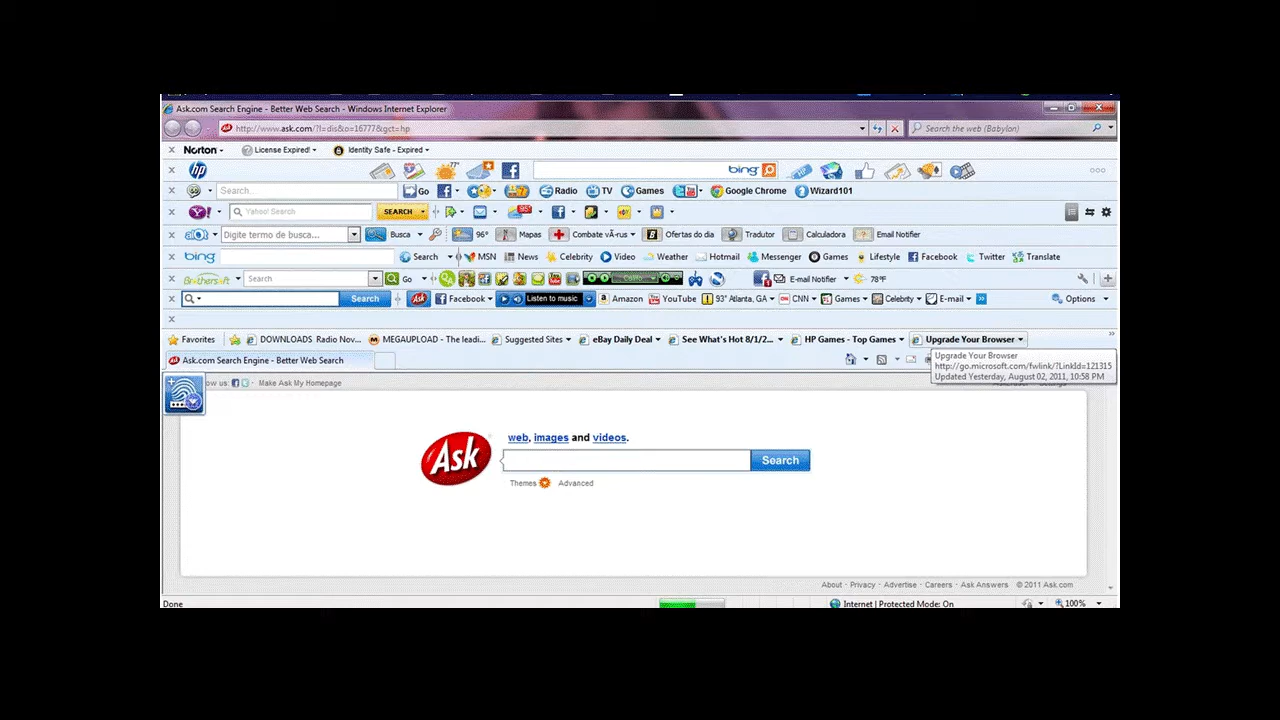 Ask.com Search Engine - Better Web Search - Windows Internet Explorer
http://www.ask.com/?l=dis&o=16777&gct=hp Search the web (Babylon)
x Norton License Expired! Identity Safe - Expired
x hp 77° bing
x Search... Go Radio TV Games Google Chrome Wizard101
x Y! Yahoo! Search SEARCH 95°
x Digite termo de busca... Busca 96° Mapas Combate vÃ­rus Ofertas do dia Tradutor Calculadora Email Notifier
x bing Search MSN News Celebrity Video Weather Hotmail Messenger Games Lifestyle Facebook Twitter Translate
x Brothersoft Search Go E-mail Notifier 78°F
x Search Ask Facebook Listen to music Amazon YouTube 93° Atlanta, GA CNN Games Celebrity E-mail Options
x
Favorites DOWNLOADS Radio Nov... MEGAUPLOAD - The leadi... Suggested Sites eBay Daily Deal See What's Hot 8/1/2... HP Games - Top Games Upgrade Your Browser
Ask.com Search Engine - Better Web Search
Upgrade Your Browser
http://go.microsoft.com/fwlink/?LinkId=121315
Updated Yesterday, August 02, 2011, 10:58 PM
ow us: Make Ask My Homepage
web, images and videos.
Ask Search
Themes Advanced
About · Privacy · Advertise · Careers · Ask Answers © 2011 Ask.com
Done Internet | Protected Mode: On 100%